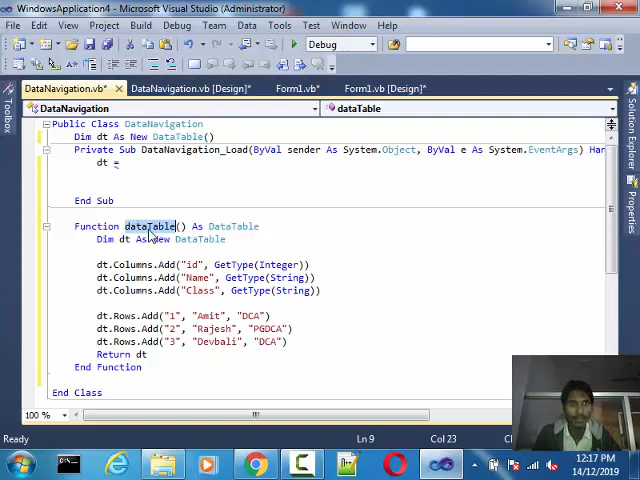 WindowsApplication4 - Microsoft Visual Studio (Administrator)
File Edit View Project Build Debug Team Data Tools Test Window Help
Debug
DataNavigation.vb* DataNavigation.vb [Design]* Form1.vb* Form1.vb [Design]*
DataNavigation dataTable
Public Class DataNavigation
Dim dt As New DataTable()
Private Sub DataNavigation_Load(ByVal sender As System.Object, ByVal e As System.EventArgs) Han
dt =
End Sub
Function dataTable() As DataTable
Dim dt As New DataTable
dt.Columns.Add("id", GetType(Integer))
dt.Columns.Add("Name", GetType(String))
dt.Columns.Add("Class", GetType(String))
dt.Rows.Add("1", "Amit", "DCA")
dt.Rows.Add("2", "Rajesh", "PGDCA")
dt.Rows.Add("3", "Devbali", "DCA")
Return dt
End Function
End Class
100 %
Ready Ln 9 Col 23
Toolbox
Solution Explorer
Properties
12:17 PM
14/12/2019